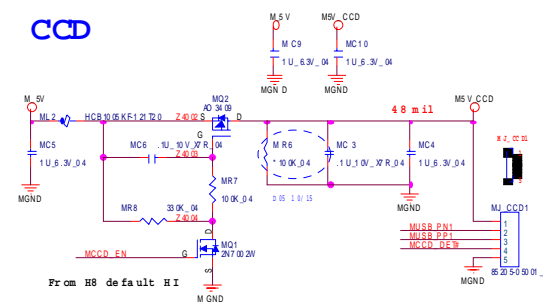 CCD
M_5V
M5V_CCD
MC9
1U_6.3V_04
MGND
MC10
1U_6.3V_04
MGND
M_5V
ML2
HCB1005KF-121T20
Z4002
S
MQ2
AO3409
D
G
48 mil
M5V_CCD
MJ_CCD1
MC5
1U_6.3V_04
MGND
MC6
.1U_10V_X7R_04
Z4003
MR6
*100K_04
MC3
.1U_10V_X7R_04
MC4
1U_6.3V_04
D05 10/15
MGND
MR7
100K_04
MR8
330K_04
Z4004
D
MQ1
2N7002W
G
S
MCCD_EN
From H8 default HI
MGND
MJ_CCD1
MUSB_PN1
MUSB_PP1
MCCD_DET#
1
2
3
4
5
85205-05001_
MGND